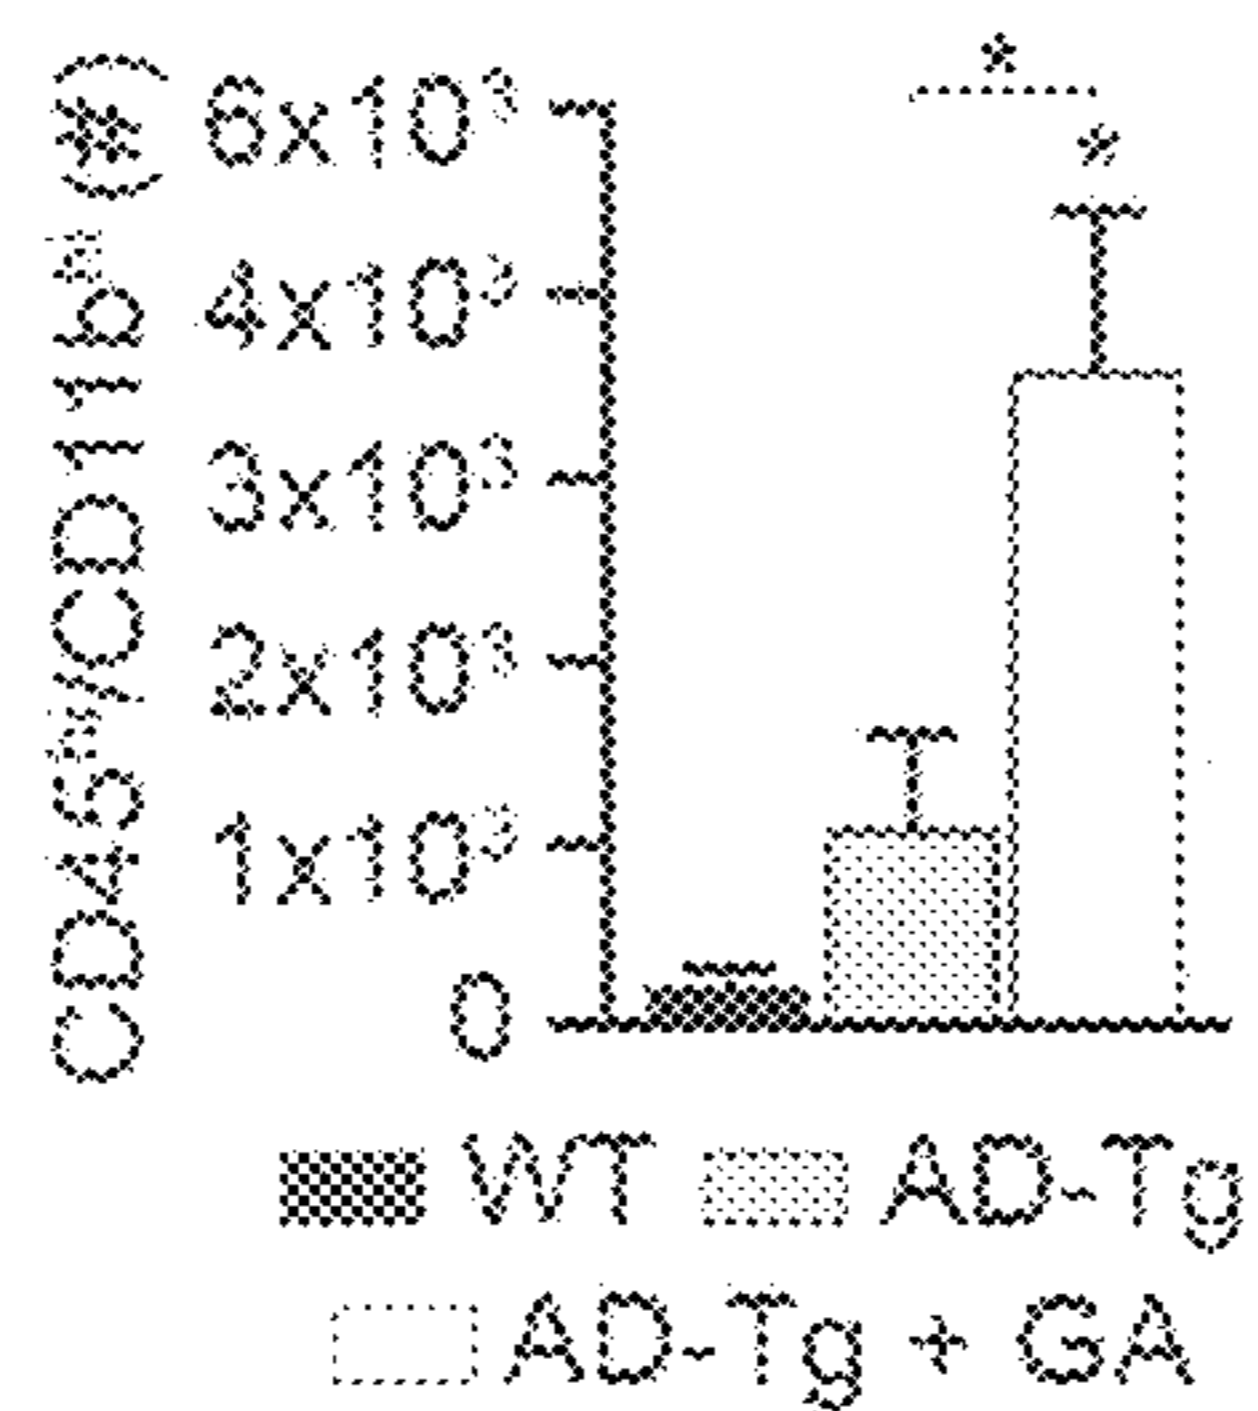 CD45hi/CD11bhi (#)
6x10³
4x10³
3x10³
2x10³
1x10³
0
*
*
WT AD-Tg
AD-Tg + GA